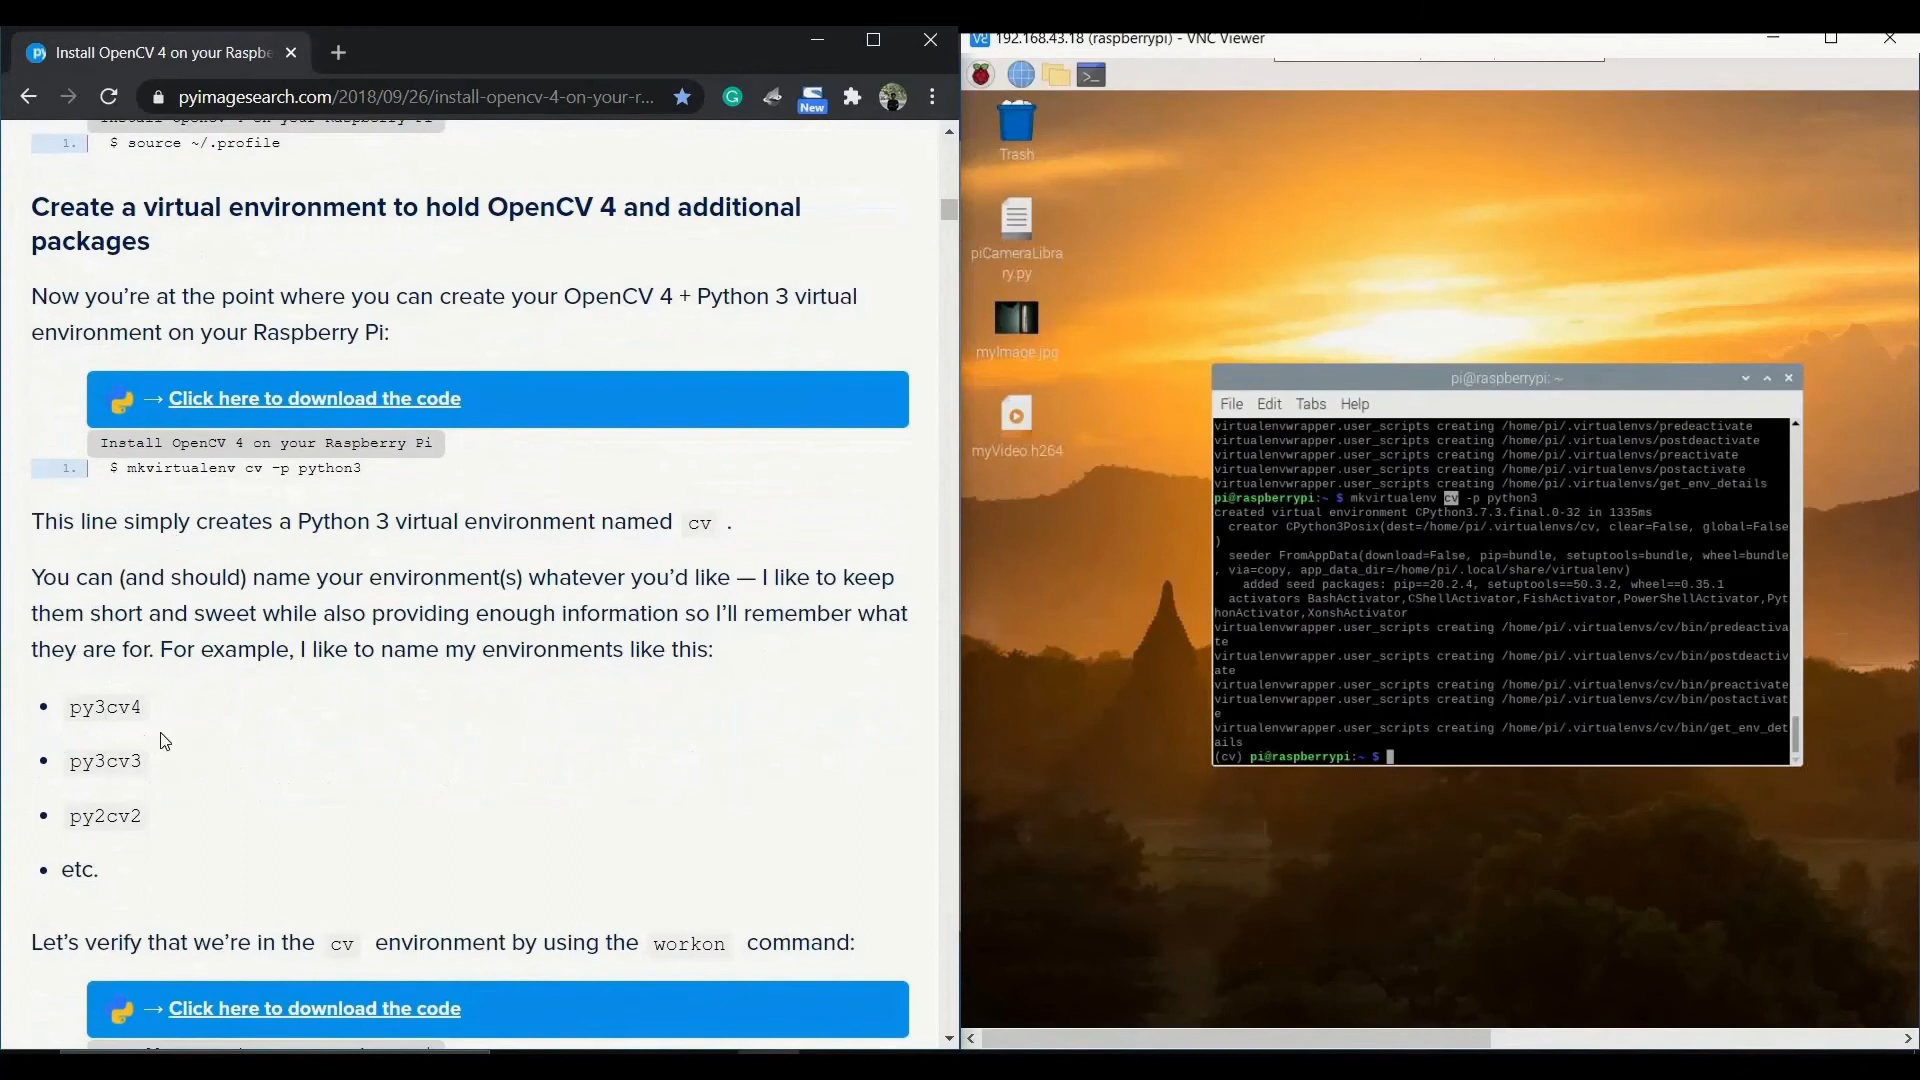 Install OpenCV 4 on your Raspbe
pyimagesearch.com/2018/09/26/install-opencv-4-on-your-r...
New
1. $ source ~/.profile
Create a virtual environment to hold OpenCV 4 and additional
packages
Now you’re at the point where you can create your OpenCV 4 + Python 3 virtual
environment on your Raspberry Pi:
→ Click here to download the code
Install OpenCV 4 on your Raspberry Pi
1. $ mkvirtualenv cv -p python3
This line simply creates a Python 3 virtual environment named cv .
You can (and should) name your environment(s) whatever you’d like — I like to keep
them short and sweet while also providing enough information so I’ll remember what
they are for. For example, I like to name my environments like this:
• py3cv4
• py3cv3
• py2cv2
• etc.
Let’s verify that we’re in the cv environment by using the workon command:
→ Click here to download the code
192.168.43.18 (raspberrypi) - VNC Viewer
Trash
piCameraLibra
ry.py
myImage.jpg
myVideo.h264
pi@raspberrypi: ~
File Edit Tabs Help
virtualenvwrapper.user_scripts creating /home/pi/.virtualenvs/predeactivate
virtualenvwrapper.user_scripts creating /home/pi/.virtualenvs/postdeactivate
virtualenvwrapper.user_scripts creating /home/pi/.virtualenvs/preactivate
virtualenvwrapper.user_scripts creating /home/pi/.virtualenvs/postactivate
virtualenvwrapper.user_scripts creating /home/pi/.virtualenvs/get_env_details
pi@raspberrypi:~ $ mkvirtualenv cv -p python3
created virtual environment CPython3.7.3.final.0-32 in 1335ms
creator CPython3Posix(dest=/home/pi/.virtualenvs/cv, clear=False, global=False
)
seeder FromAppData(download=False, pip=bundle, setuptools=bundle, wheel=bundle
, via=copy, app_data_dir=/home/pi/.local/share/virtualenv)
added seed packages: pip==20.2.4, setuptools==50.3.2, wheel==0.35.1
activators BashActivator,CShellActivator,FishActivator,PowerShellActivator,Pyt
honActivator,XonshActivator
virtualenvwrapper.user_scripts creating /home/pi/.virtualenvs/cv/bin/predeactiva
te
virtualenvwrapper.user_scripts creating /home/pi/.virtualenvs/cv/bin/postdeactiv
ate
virtualenvwrapper.user_scripts creating /home/pi/.virtualenvs/cv/bin/preactivate
virtualenvwrapper.user_scripts creating /home/pi/.virtualenvs/cv/bin/postactivat
e
virtualenvwrapper.user_scripts creating /home/pi/.virtualenvs/cv/bin/get_env_det
ails
(cv) pi@raspberrypi:~ $